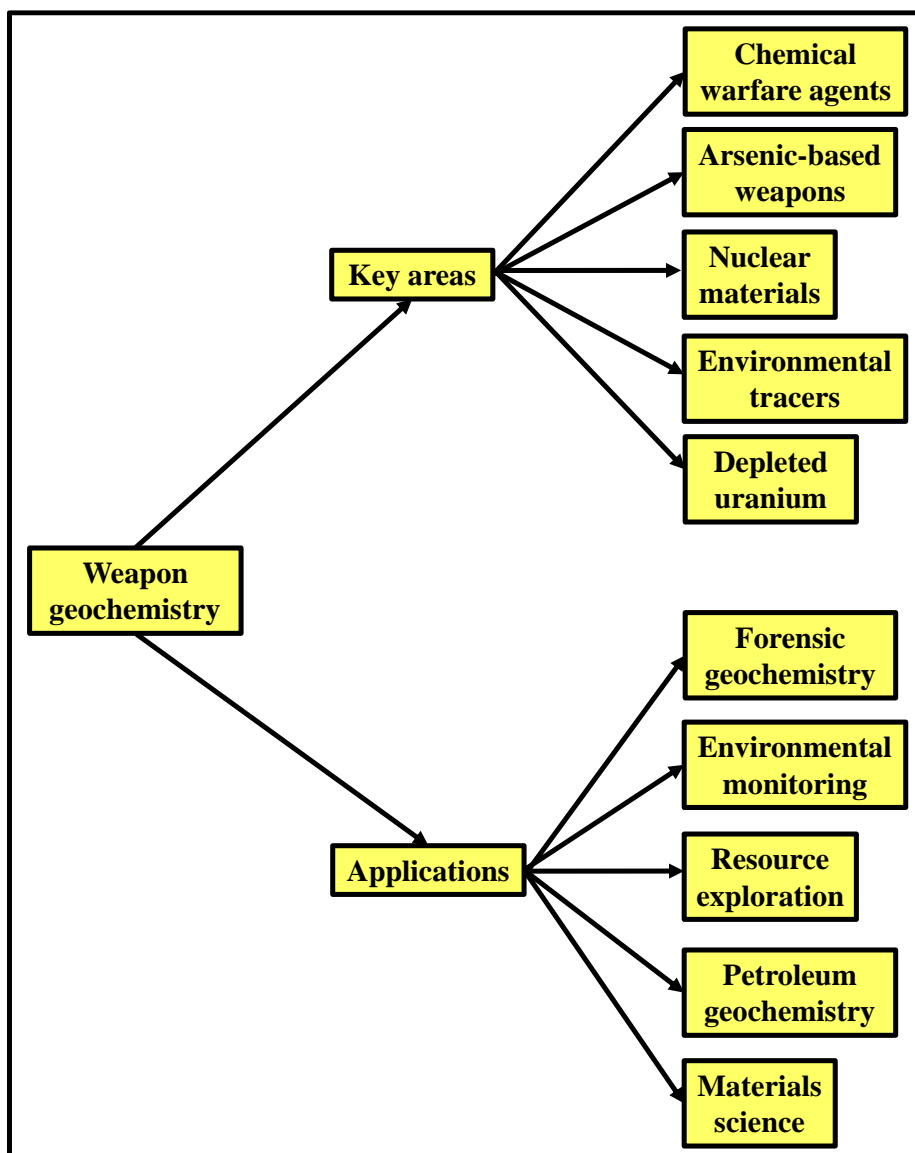 Chemical
warfare agents
Arsenic-based
weapons
Key areas
Nuclear
materials
Environmental
tracers
Depleted
uranium
Weapon
geochemistry
Forensic
geochemistry
Environmental
monitoring
Applications
Resource
exploration
Petroleum
geochemistry
Materials
science